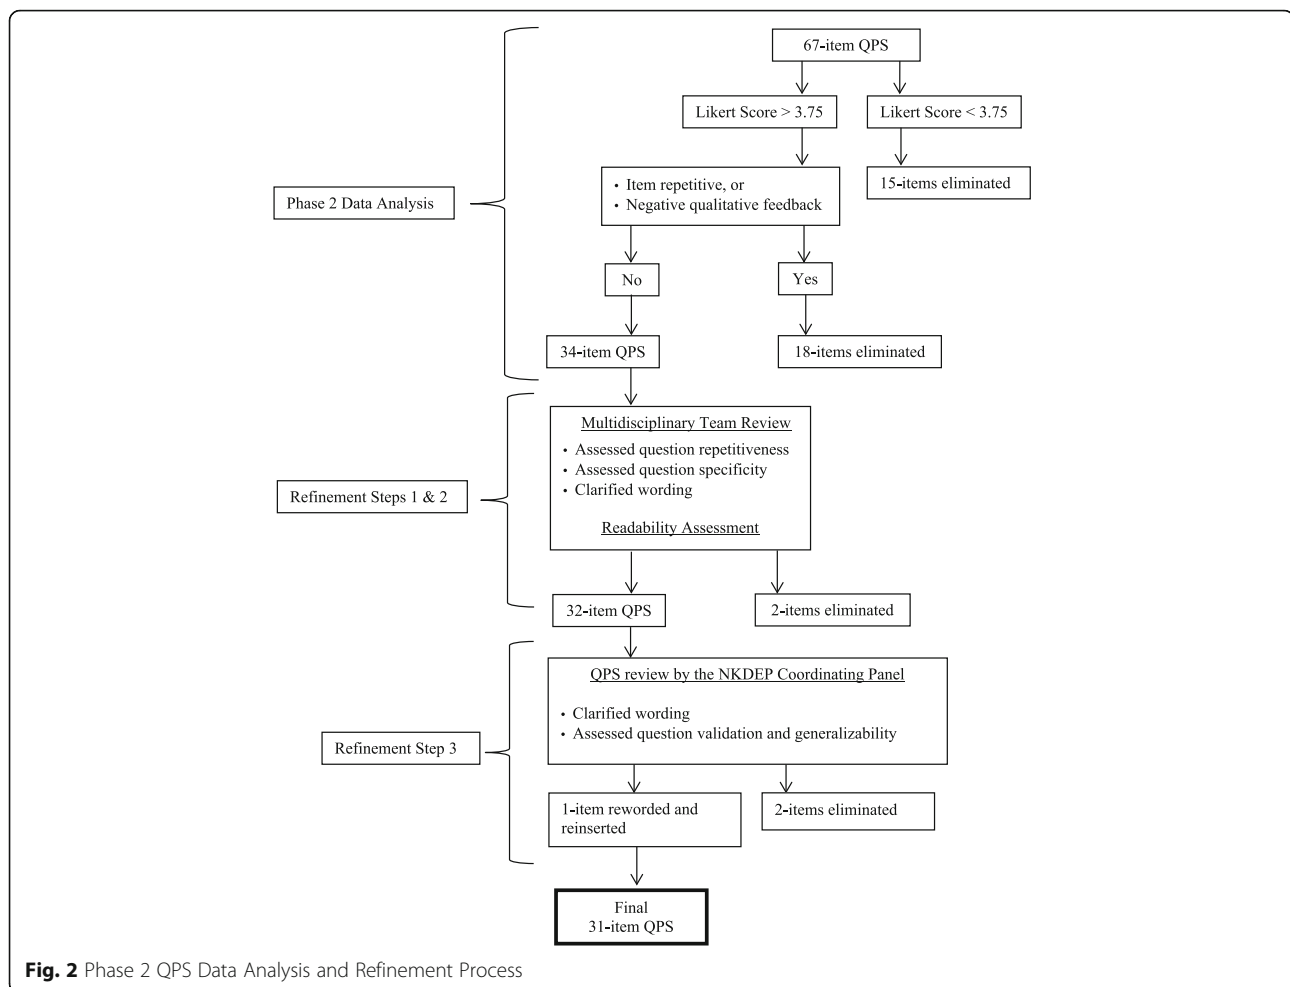 67-item QPS
Likert Score > 3.75
Likert Score < 3.75
15-items eliminated
• Item repetitive, or
• Negative qualitative feedback
Phase 2 Data Analysis
No
Yes
34-item QPS
18-items eliminated
Multidisciplinary Team Review
• Assessed question repetitiveness
• Assessed question specificity
• Clarified wording
Readability Assessment
Refinement Steps 1 & 2
32-item QPS
2-items eliminated
QPS review by the NKDEP Coordinating Panel
• Clarified wording
• Assessed question validation and generalizability
Refinement Step 3
1-item reworded and
reinserted
2-items eliminated
Final
31-item QPS
Fig. 2 Phase 2 QPS Data Analysis and Refinement Process